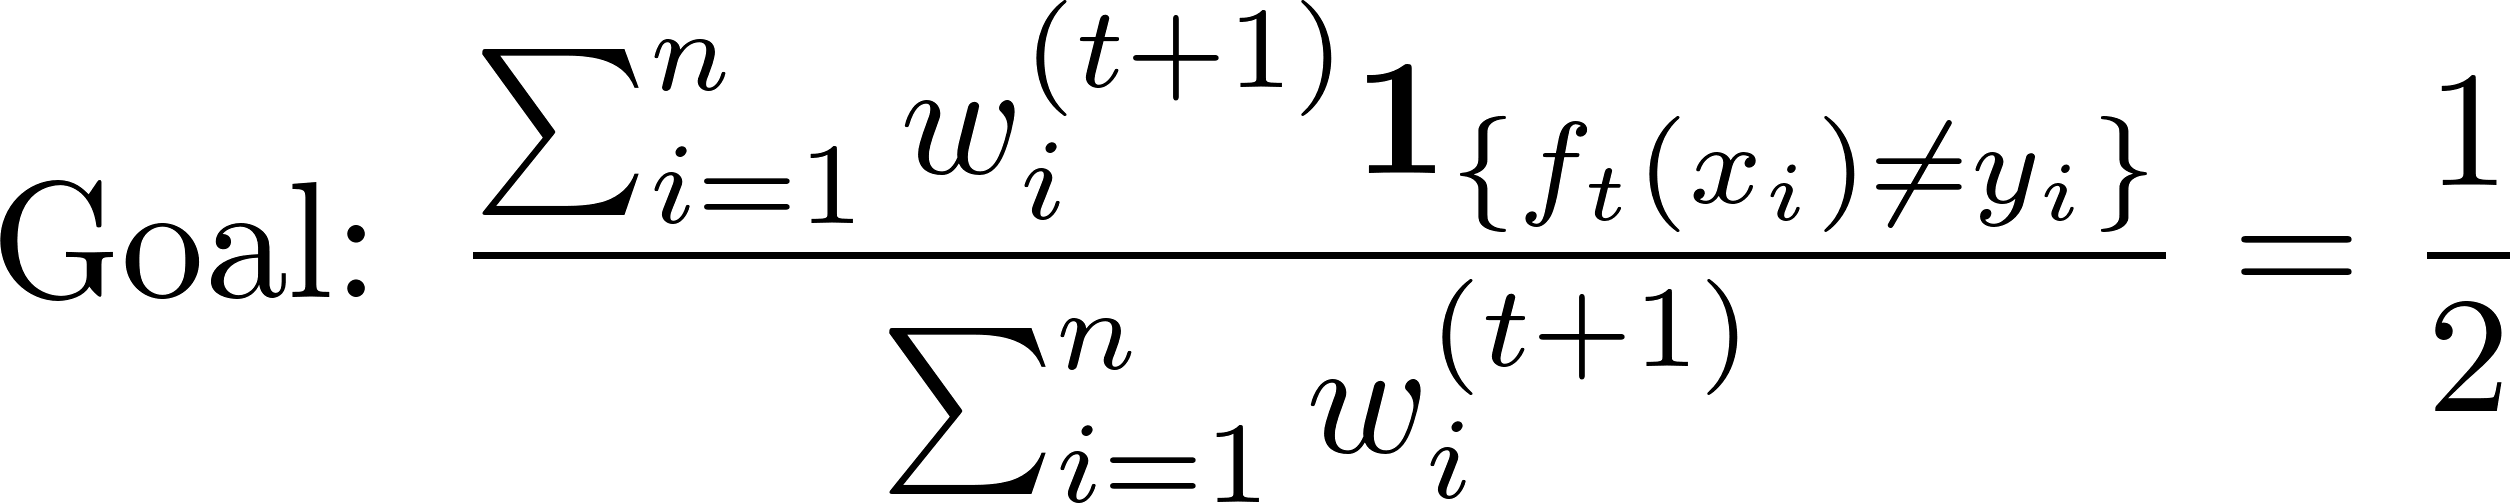 Goal: \frac{\sum_{i=1}^{n} w_i^{(t+1)} \mathbf{1}_{\{f_t(x_i) \neq y_i\}}}{\sum_{i=1}^{n} w_i^{(t+1)}} = \frac{1}{2}